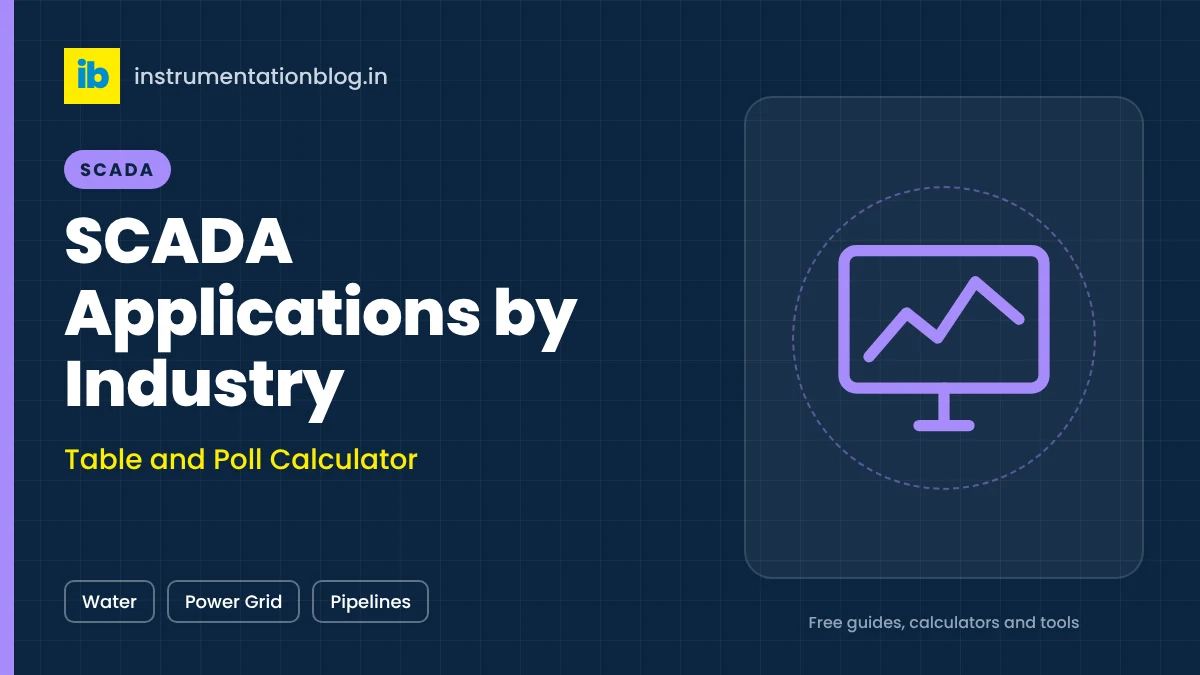 ib
instrumentationblog.in
SCADA
SCADA
Applications by
Industry
Table and Poll Calculator
Water
Power Grid
Pipelines
Free guides, calculators and tools